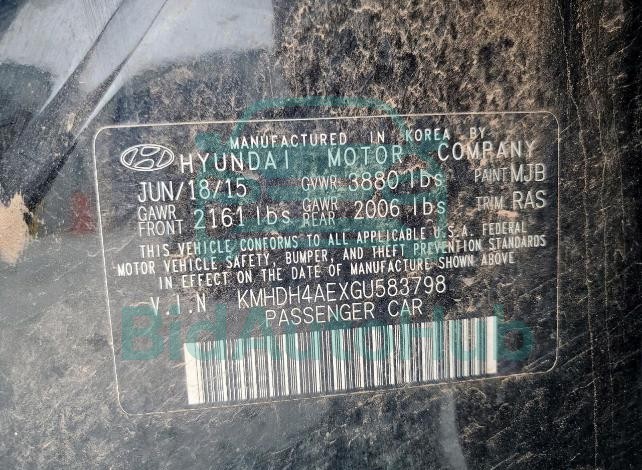 MANUFACTURED IN KOREA BY
HYUNDAI MOTOR COMPANY
JUN/18/15 GVWR 3880 lbs PAINT MJB
GAWR FRONT 2161 lbs GAWR REAR 2006 lbs TRIM RAS
THIS VEHICLE CONFORMS TO ALL APPLICABLE U.S.A. FEDERAL
MOTOR VEHICLE SAFETY, BUMPER, AND THEFT PREVENTION STANDARDS
IN EFFECT ON THE DATE OF MANUFACTURE SHOWN ABOVE
V.I.N KMHDH4AEXGU583798
PASSENGER CAR
BidAutoHub